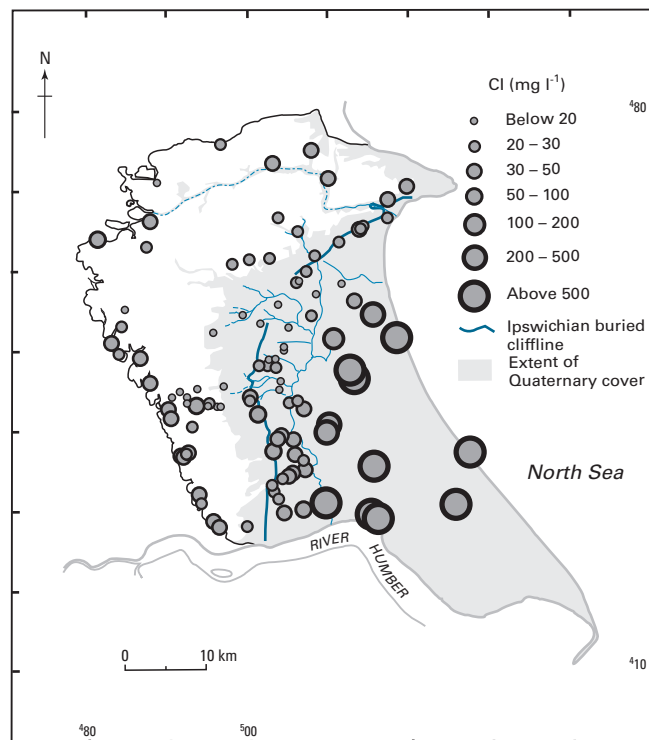 N
Cl (mg l⁻¹)
Below 20
20 – 30
30 – 50
50 – 100
100 – 200
200 – 500
Above 500
Ipswichian buried
cliffline
Extent of
Quaternary cover
⁴80
North Sea
RIVER
HUMBER
0 10 km
⁴10
⁴80
⁵00